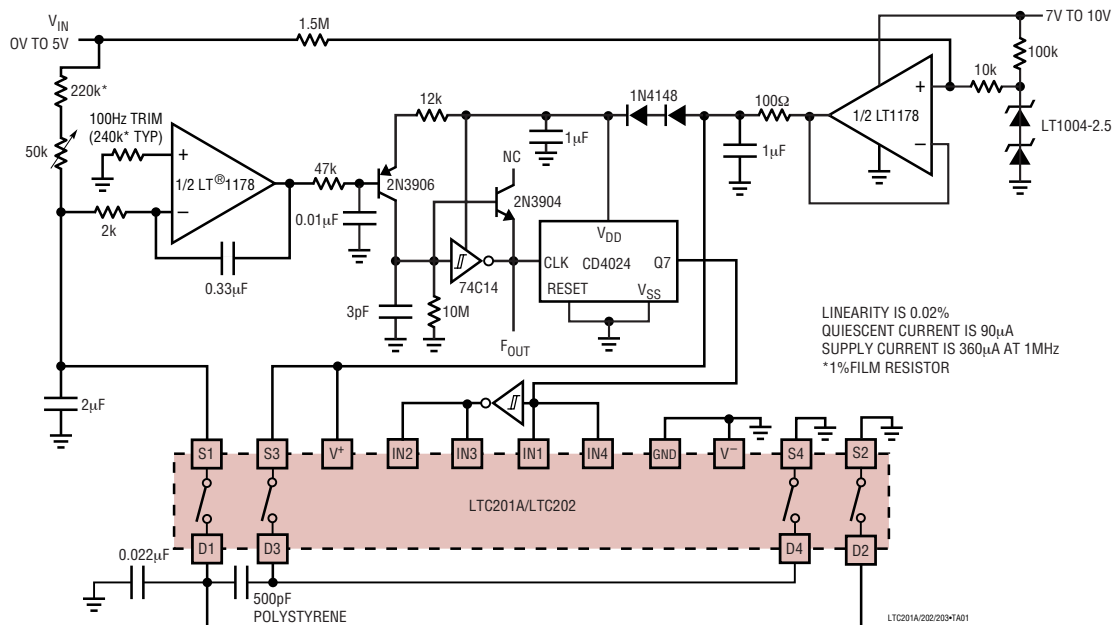 V_IN
0V TO 5V
1.5M
7V TO 10V
220k*
100k
10k
100Hz TRIM
(240k* TYP)
12k
1N4148
100Ω
+
1/2 LT1178
−
LT1004-2.5
50k
+
1/2 LT®1178
−
47k
2N3906
1µF
1µF
NC
2N3904
2k
0.01µF
0.33µF
V_DD
CLK
CD4024
Q7
RESET
V_SS
74C14
3pF
10M
F_OUT
LINEARITY IS 0.02%
QUIESCENT CURRENT IS 90µA
SUPPLY CURRENT IS 360µA AT 1MHz
*1%FILM RESISTOR
2µF
S1
S3
V+
IN2
IN3
IN1
IN4
GND
V−
S4
S2
LTC201A/LTC202
D1
D3
D4
D2
0.022µF
500pF
POLYSTYRENE
LTC201A/202/203•TA01